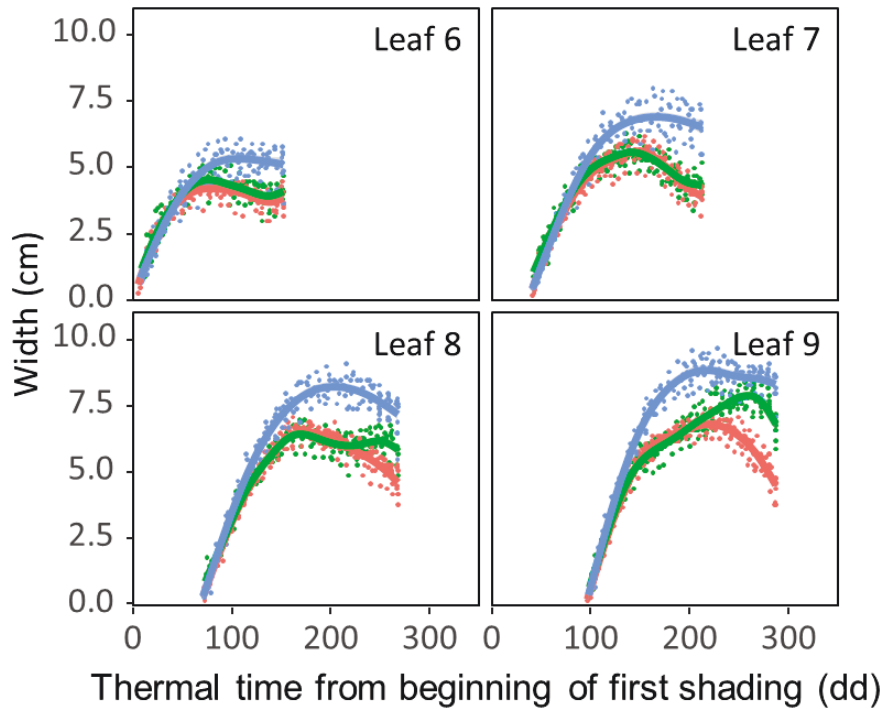 Width (cm)
10.0
7.5
5.0
2.5
0.0
Leaf 6
Leaf 7
10.0
7.5
5.0
2.5
0.0
Leaf 8
Leaf 9
0 100 200 300 0 100 200 300
Thermal time from beginning of first shading (dd)